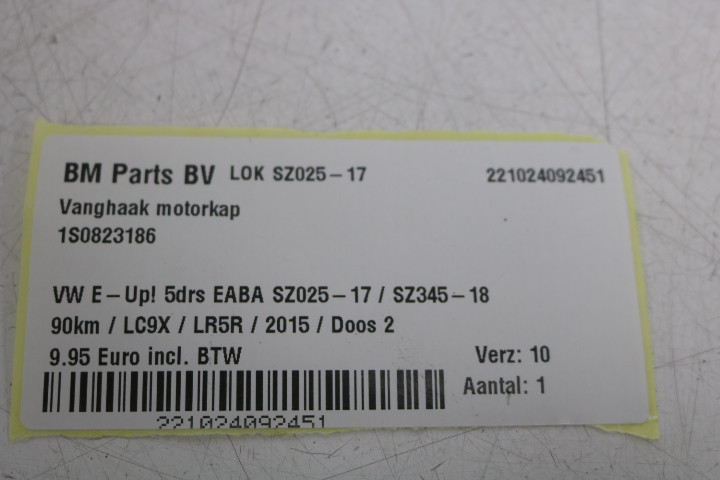 BM Parts BV LOK SZ025-17 221024092451
Vanghaak motorkap
1S0823186
VW E-Up! 5drs EABA SZ025-17 / SZ345-18
90km / LC9X / LR5R / 2015 / Doos 2
9.95 Euro incl. BTW Verz: 10
Aantal: 1
221024092451